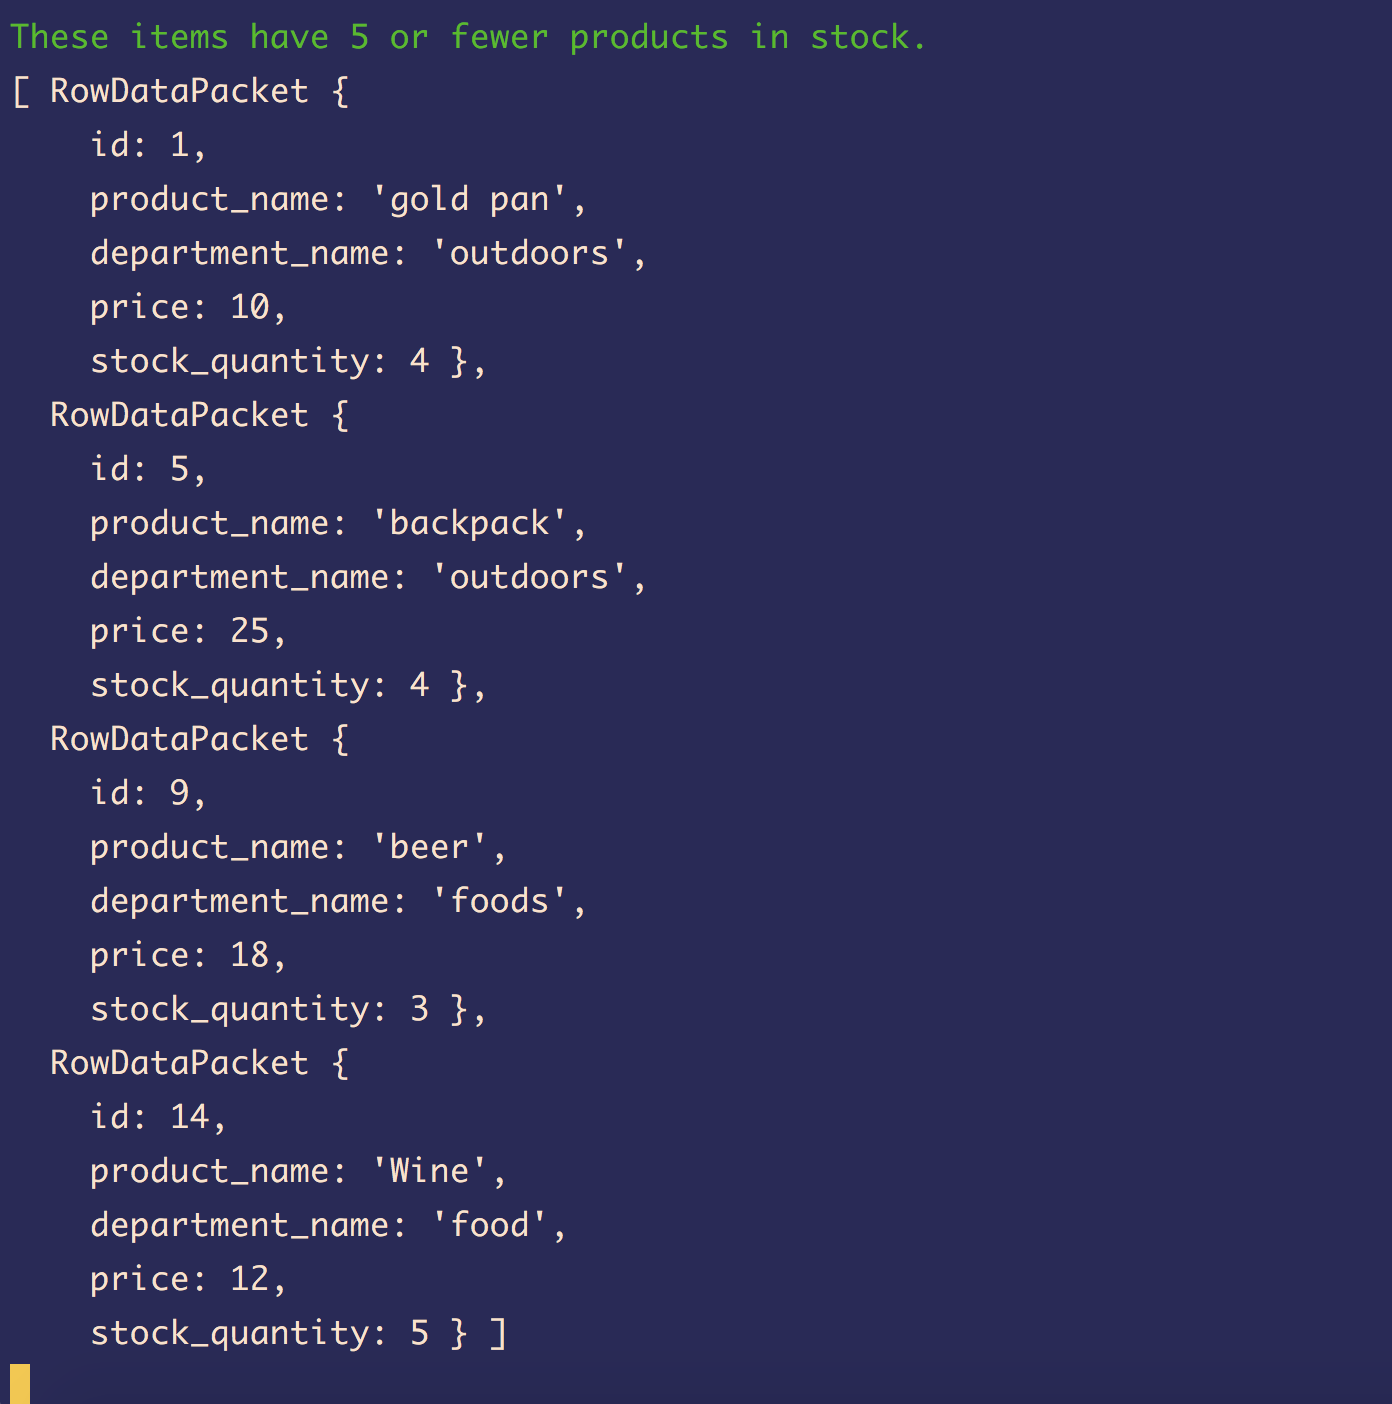 These items have 5 or fewer products in stock.
[ RowDataPacket {
    id: 1,
    product_name: 'gold pan',
    department_name: 'outdoors',
    price: 10,
    stock_quantity: 4 },
  RowDataPacket {
    id: 5,
    product_name: 'backpack',
    department_name: 'outdoors',
    price: 25,
    stock_quantity: 4 },
  RowDataPacket {
    id: 9,
    product_name: 'beer',
    department_name: 'foods',
    price: 18,
    stock_quantity: 3 },
  RowDataPacket {
    id: 14,
    product_name: 'Wine',
    department_name: 'food',
    price: 12,
    stock_quantity: 5 } ]